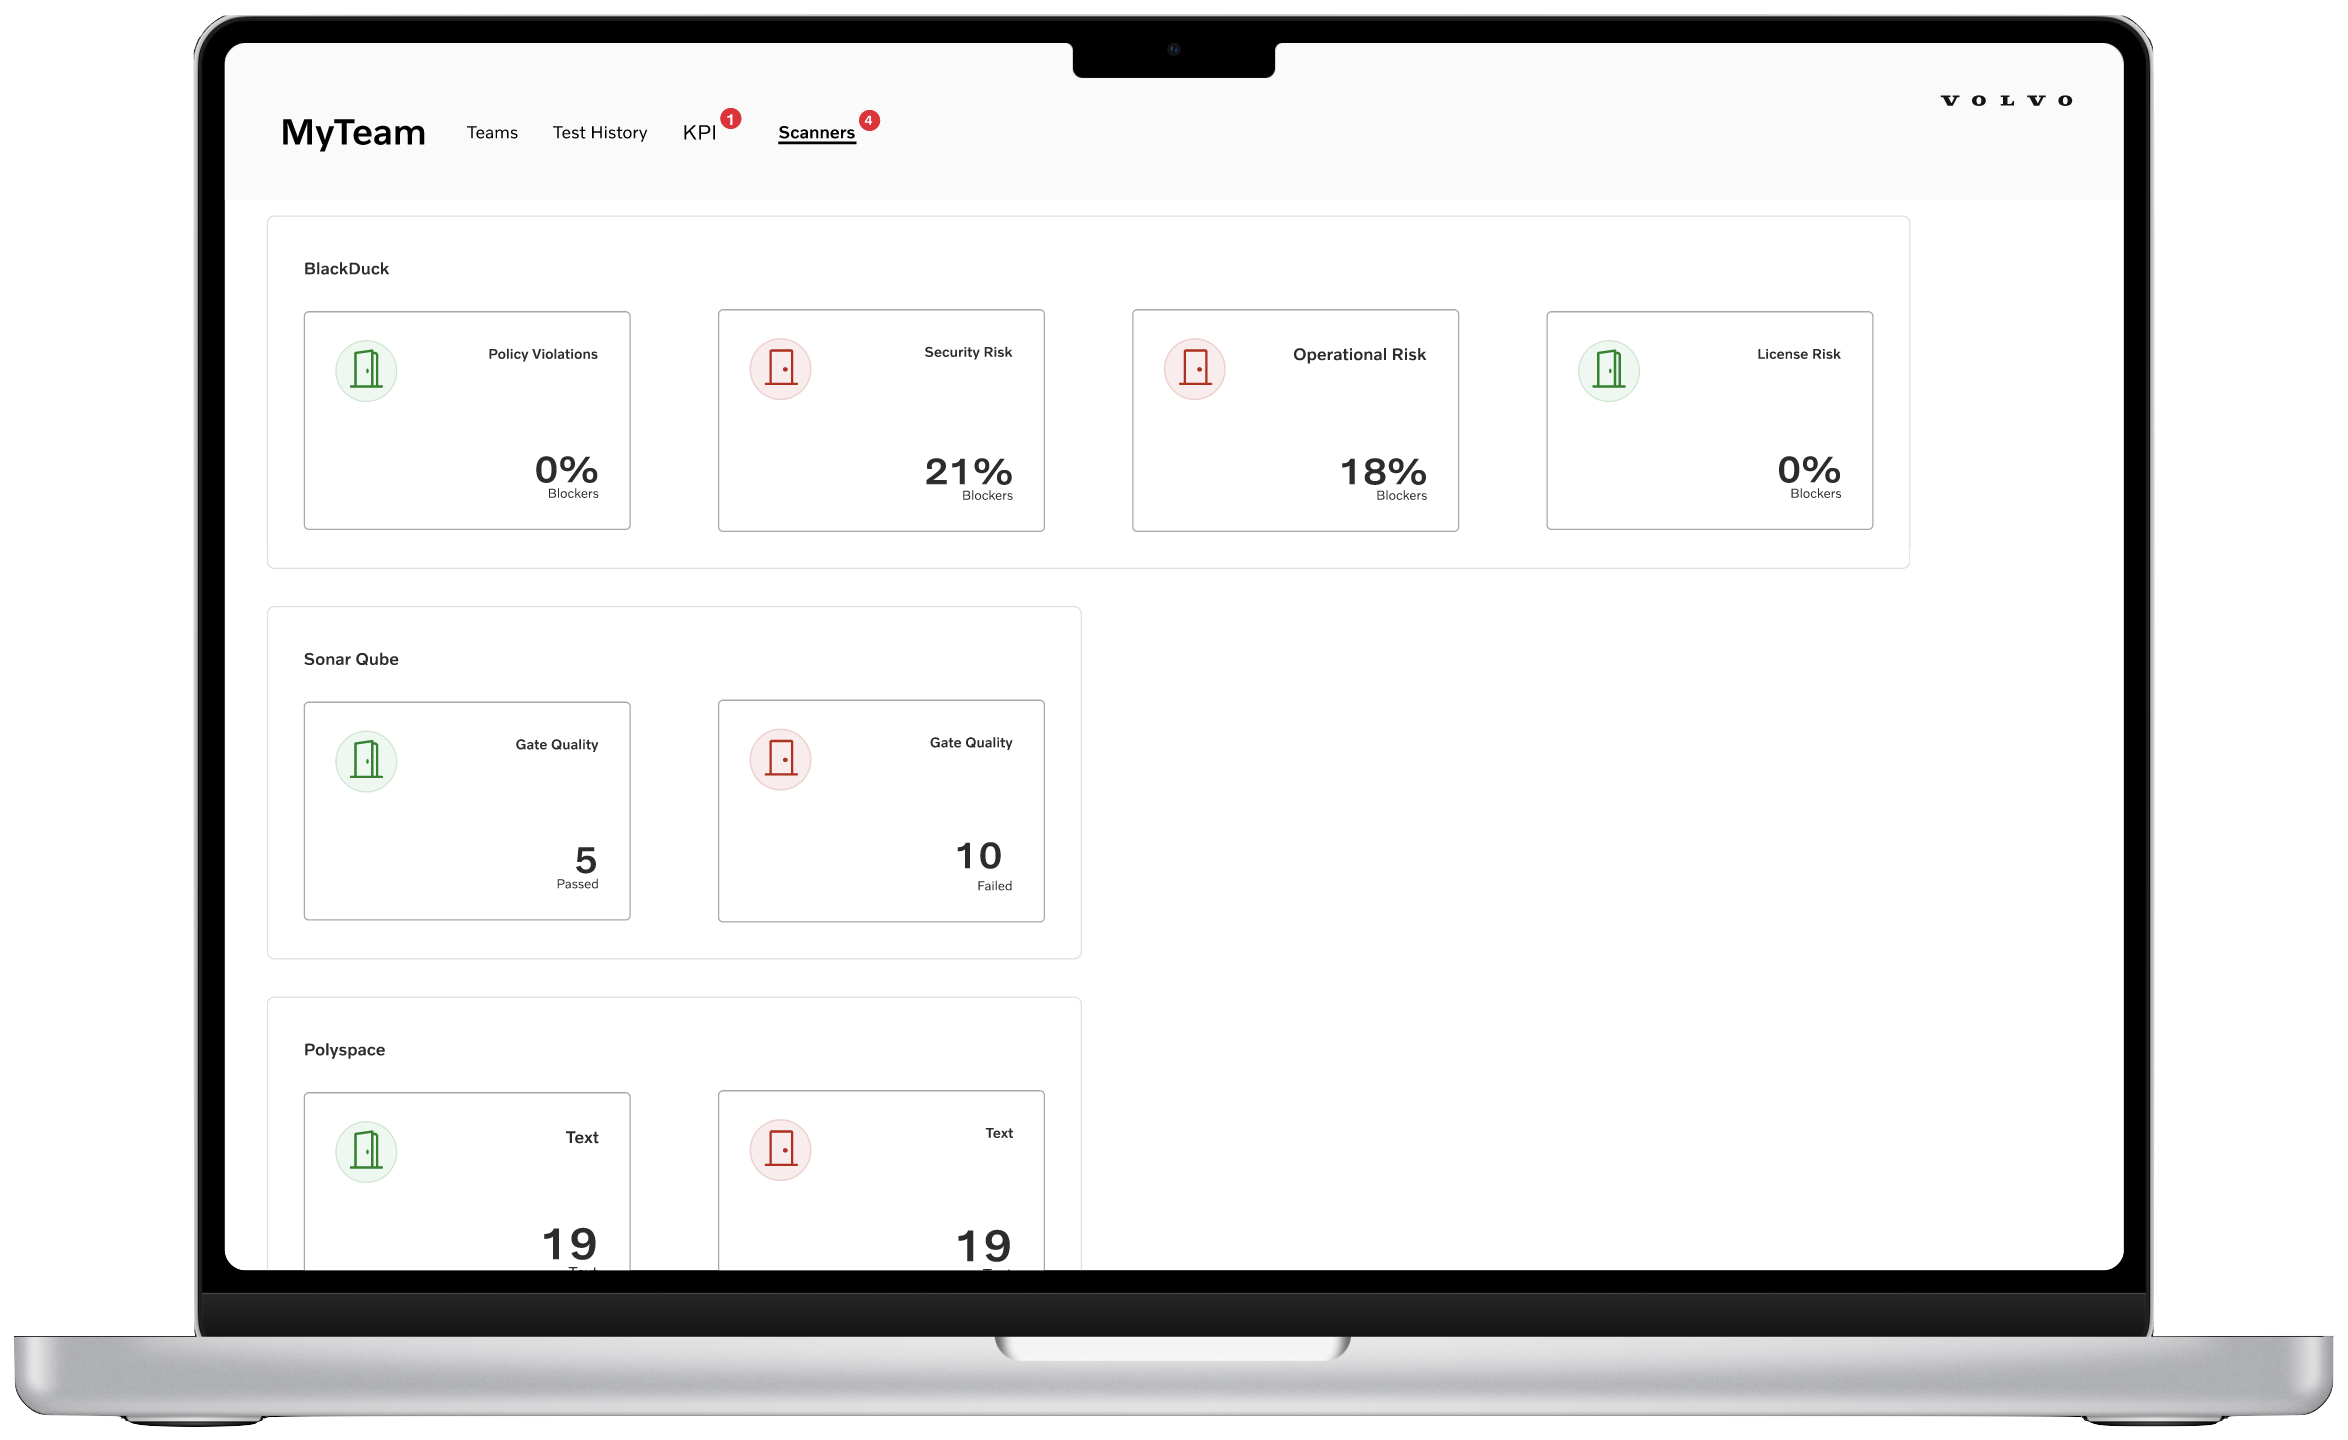 VOLVO
MyTeam Teams Test History KPI 1 Scanners 4
BlackDuck
Policy Violations
0%
Blockers
Security Risk
21%
Blockers
Operational Risk
18%
Blockers
License Risk
0%
Blockers
Sonar Qube
Gate Quality
5
Passed
Gate Quality
10
Failed
Polyspace
Text
19
Text
19